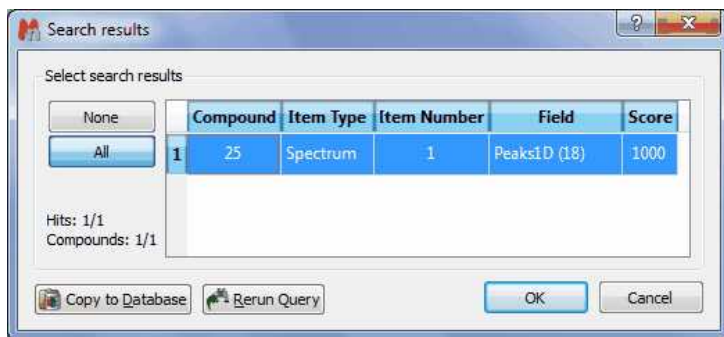 Search results
Select search results
None
All
Compound Item Type Item Number Field Score
1 25 Spectrum 1 Peaks1D (18) 1000
Hits: 1/1
Compounds: 1/1
Copy to Database
Rerun Query
OK
Cancel